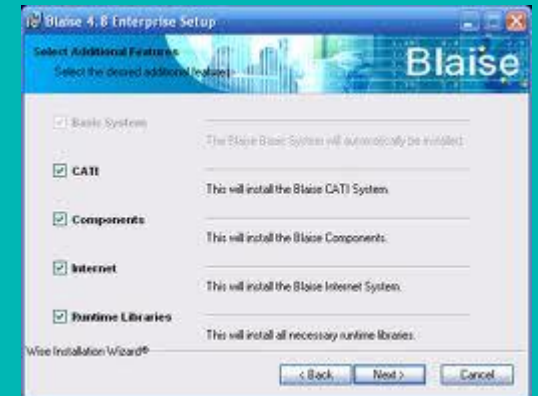 Blaise 4.8 Enterprise Setup
Select Additional Features
Select the desired additional features
Blaise
Basic System
The Blaise Basic System will automatically be installed.
CATI
This will install the Blaise CATI System.
Components
This will install the Blaise Components.
Internet
This will install the Blaise Internet System.
Runtime Libraries
This will install all necessary runtime libraries.
Wise Installation Wizard®
< Back
Next >
Cancel